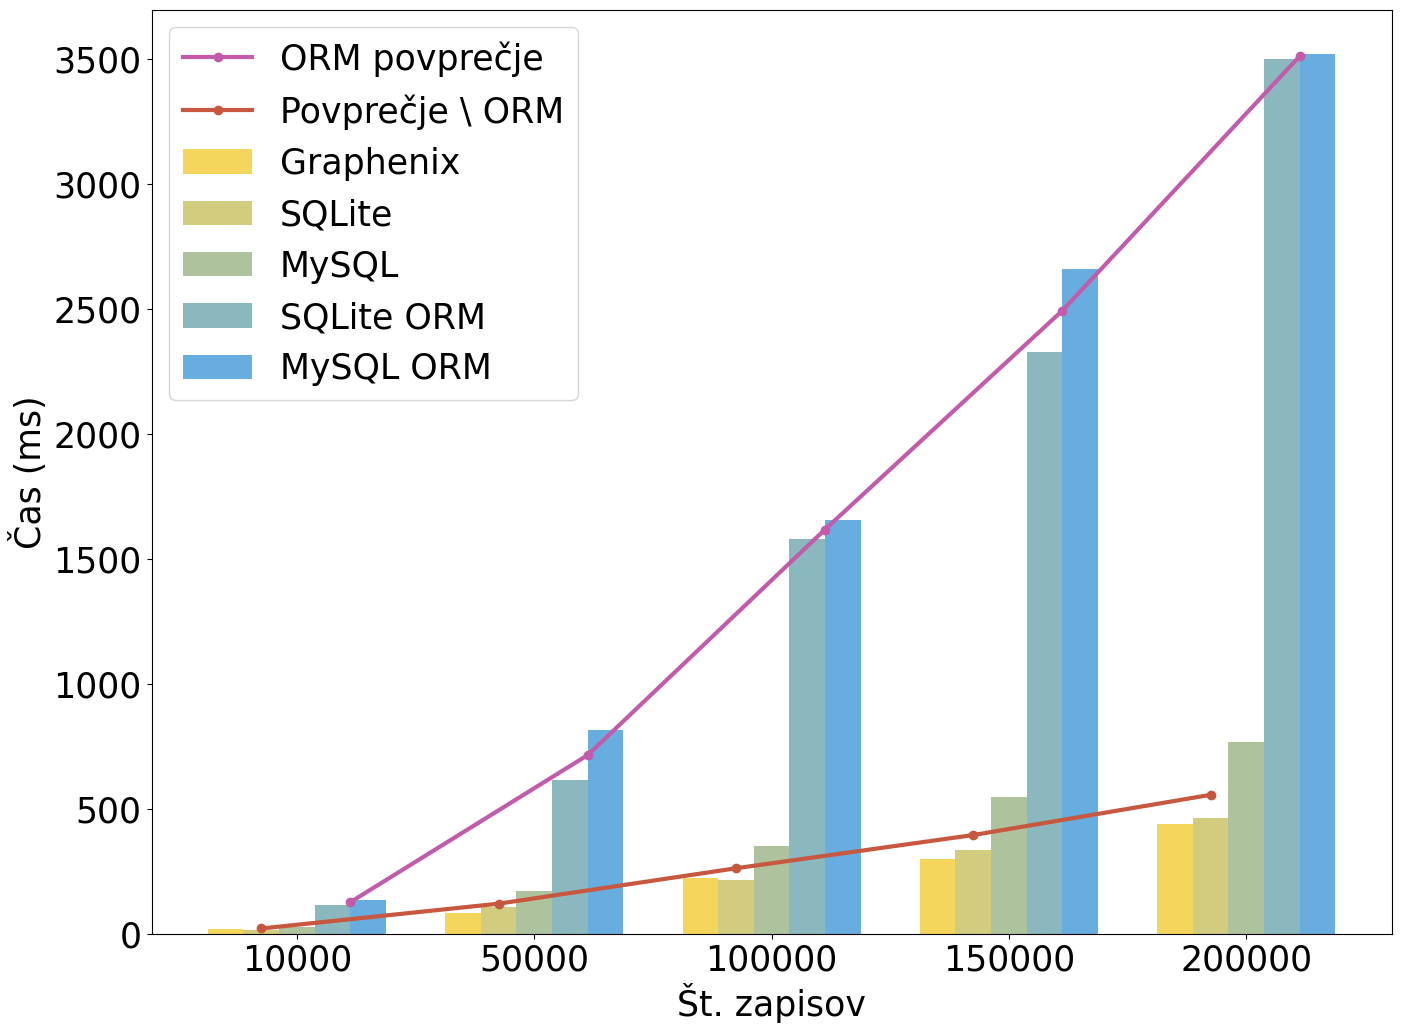 ORM povprečje
Povprečje \ ORM
Graphenix
SQLite
MySQL
SQLite ORM
MySQL ORM
3500
3000
2500
2000
1500
1000
500
0
Čas (ms)
10000 50000 100000 150000 200000
Št. zapisov